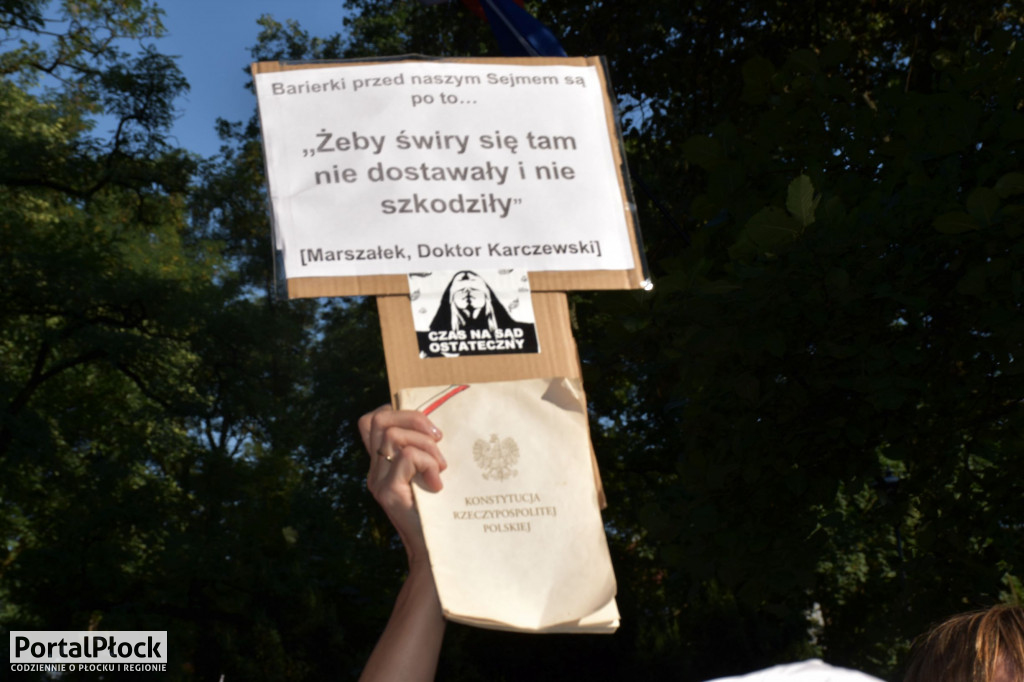 Barierki przed naszym Sejmem są
po to...
„Żeby świry się tam
nie dostawały i nie
szkodziły”
[Marszałek, Doktor Karczewski]
CZAS NA SĄD
OSTATECZNY
KONSTYTUCJA
RZECZYPOSPOLITEJ
POLSKIEJ
PortalPłock
CODZIENNIE O PŁOCKU I REGIONIE